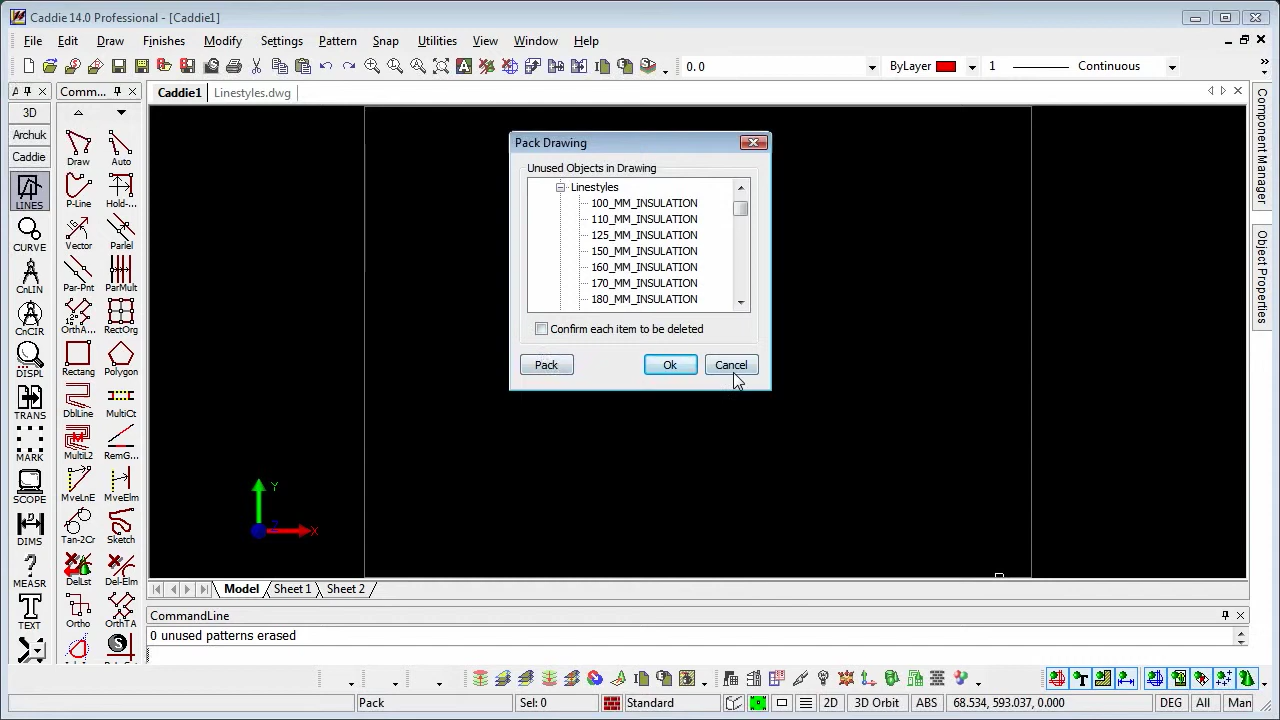 Caddie 14.0 Professional - [Caddie1]
File Edit Draw Finishes Modify Settings Pattern Snap Utilities View Window Help
0, 0 ByLayer 1 Continuous
A Comm... Caddie1 Linestyles.dwg
3D
Archuk
Caddie
LINES
CURVE
CnLIN
CnCIR
DISPL
TRANS
MARK
SCOPE
DIMS
MEASR
TEXT
Draw Auto
P-Line Hold-...
Vector Parlel
Par-Pnt ParMult
OrthA... RectOrg
Rectang Polygon
DblLine MultiCt
MultiL2 RemG...
MveLnE MveElm
Tan-2Cr Sketch
DelLst Del-Elm
Ortho OrthTA
Pack Drawing
Unused Objects in Drawing
Linestyles
100_MM_INSULATION
110_MM_INSULATION
125_MM_INSULATION
150_MM_INSULATION
160_MM_INSULATION
170_MM_INSULATION
180_MM_INSULATION
Confirm each item to be deleted
Pack Ok Cancel
Y
Z X
Component Manager
Object Properties
Model Sheet 1 Sheet 2
CommandLine
0 unused patterns erased
Pack Sel: 0 Standard 2D 3D Orbit ABS 68.534, 593.037, 0.000 DEG All Man